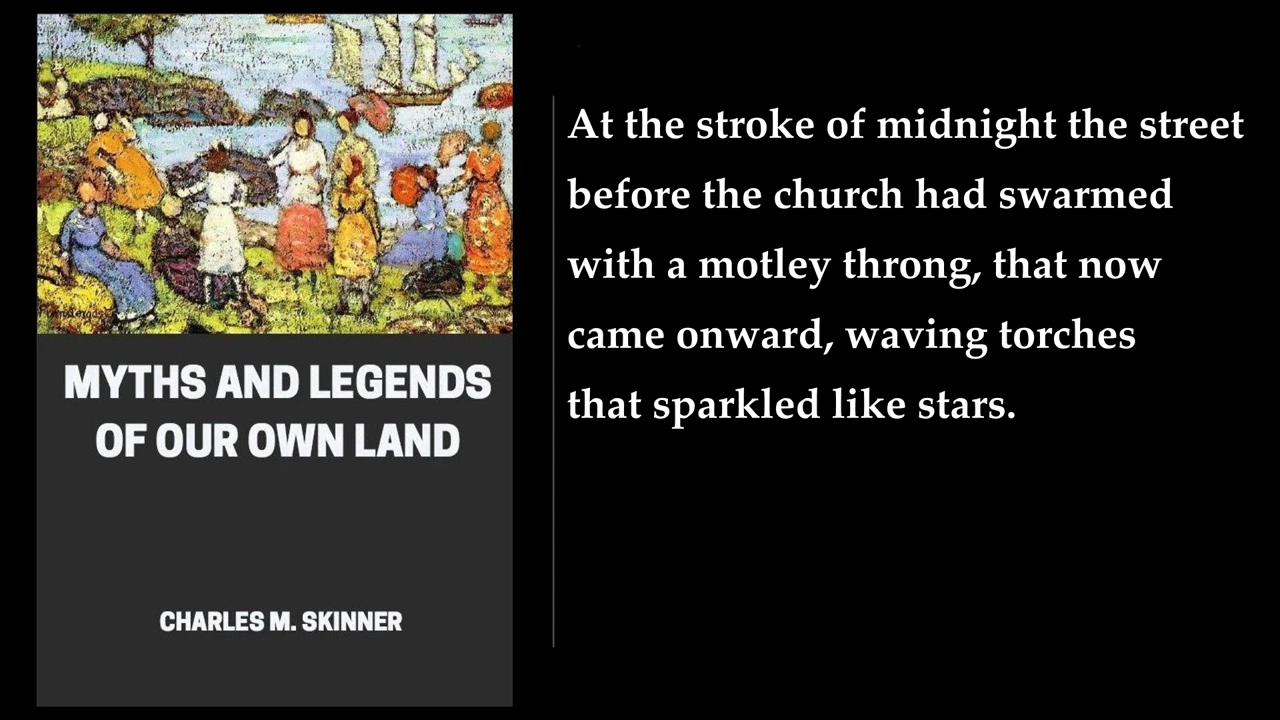 MYTHS AND LEGENDS
OF OUR OWN LAND
CHARLES M. SKINNER
At the stroke of midnight the street
before the church had swarmed
with a motley throng, that now
came onward, waving torches
that sparkled like stars.